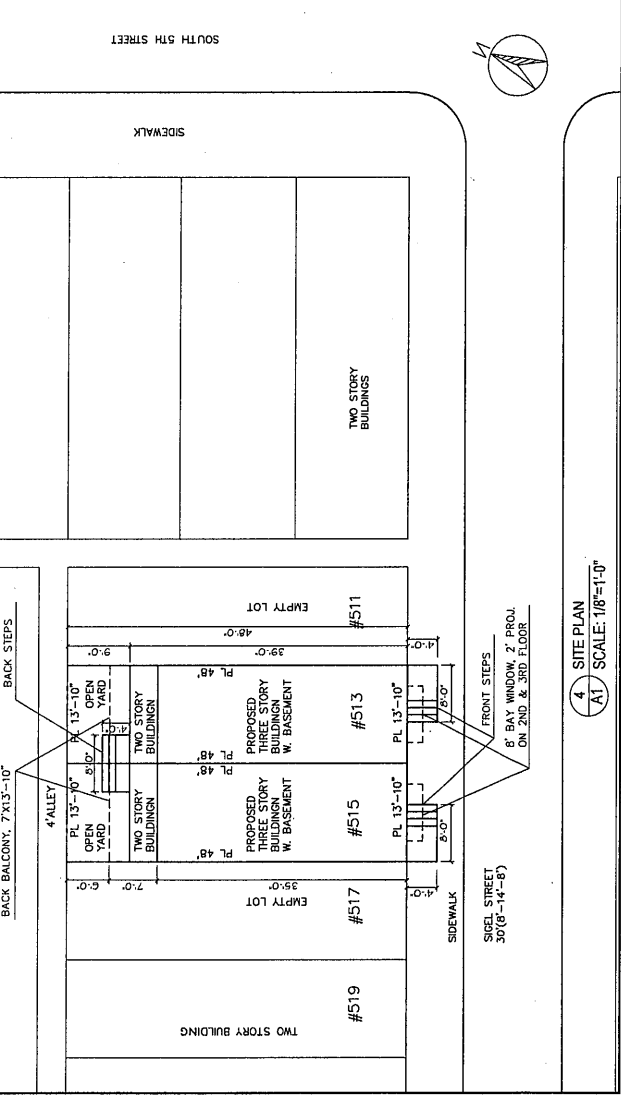 SOUTH 5TH STREET
N
SIDEWALK
TWO STORY
BUILDINGS
BACK STEPS
BACK BALCONY, 7'X13'-10"
4'ALLEY
EMPTY LOT
#511
48'-0"
9'-0"
39'-0"
4'-0"
PL 13'-10"
OPEN
YARD
4'-0"
8'-0"
TWO STORY
BUILDINGN
PL 48'
PL 48'
PROPOSED
THREE STORY
BUILDINGN
W. BASEMENT
#513
PL 13'-10"
8'-0"
PL 13'-10"
OPEN
YARD
TWO STORY
BUILDINGN
PL 48'
PL 48'
PROPOSED
THREE STORY
BUILDINGN
W. BASEMENT
#515
PL 13'-10"
8'-0"
6'-0"
7'-0"
35'-0"
4'-0"
EMPTY LOT
#517
TWO STORY BUILDING
#519
SIDEWALK
SIGEL STREET
30'(8'-14'-8')
FRONT STEPS
8' BAY WINDOW, 2' PROJ.
ON 2ND & 3RD FLOOR
4
A1
SITE PLAN
SCALE: 1/8"=1'-0"